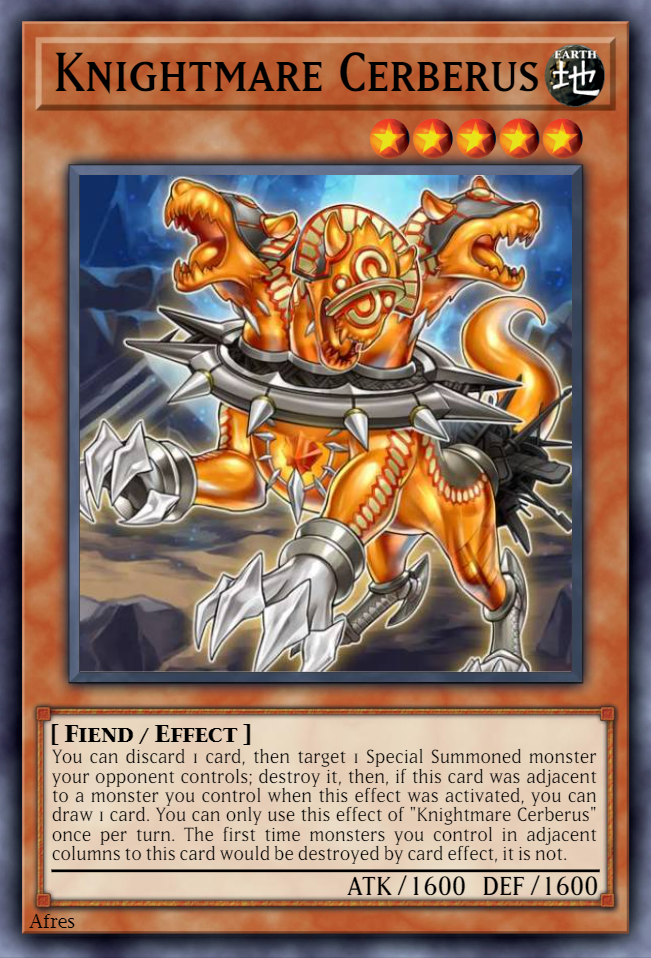 Knightmare Cerberus
EARTH
地
[ Fiend / Effect ]
You can discard 1 card, then target 1 Special Summoned monster
your opponent controls; destroy it, then, if this card was adjacent
to a monster you control when this effect was activated, you can
draw 1 card. You can only use this effect of "Knightmare Cerberus"
once per turn. The first time monsters you control in adjacent
columns to this card would be destroyed by card effect, it is not.
ATK / 1600 DEF / 1600
Afres